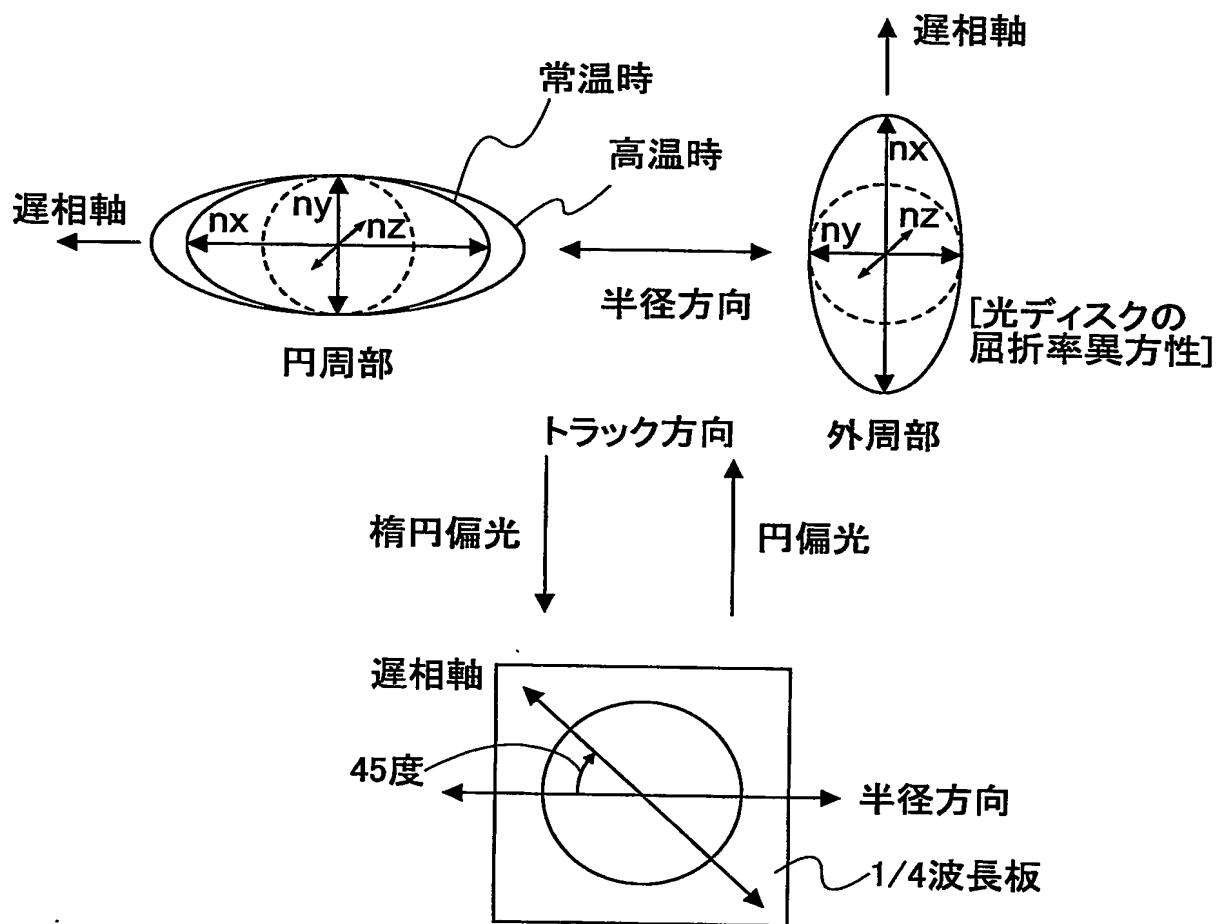 遅相軸
常温時
高温時
遅相軸
nx
ny
nz
nx
ny
nz
半径方向
[光ディスクの
屈折率異方性]
円周部
外周部
トラック方向
楕円偏光
円偏光
遅相軸
45度
半径方向
1/4波長板